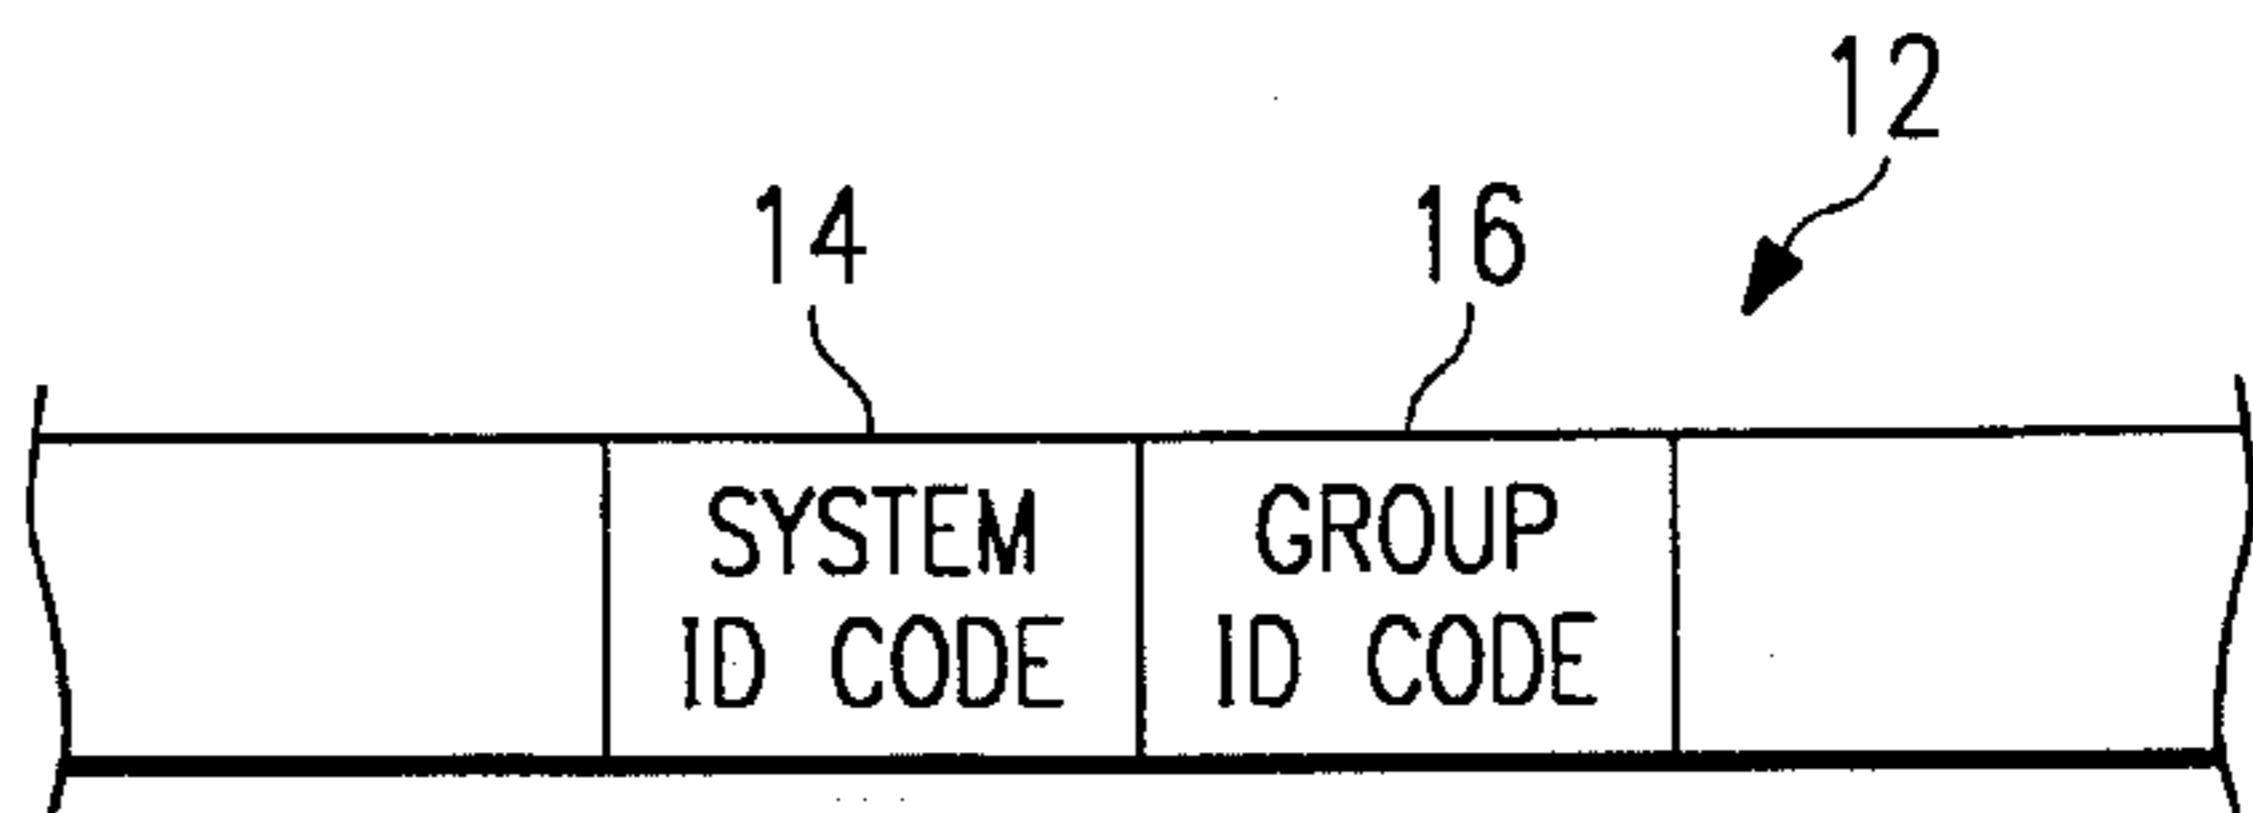 12
14
16
SYSTEM
ID CODE
GROUP
ID CODE